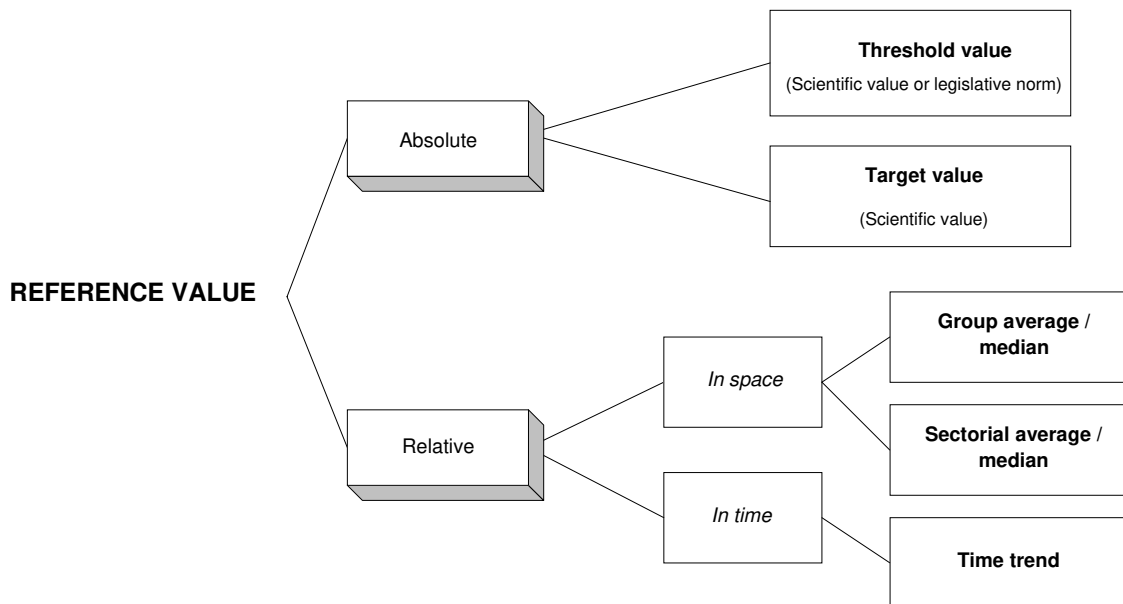 Threshold value
(Scientific value or legislative norm)
Absolute
Target value
(Scientific value)
REFERENCE VALUE
Group average /
median
In space
Relative
Sectorial average /
median
In time
Time trend